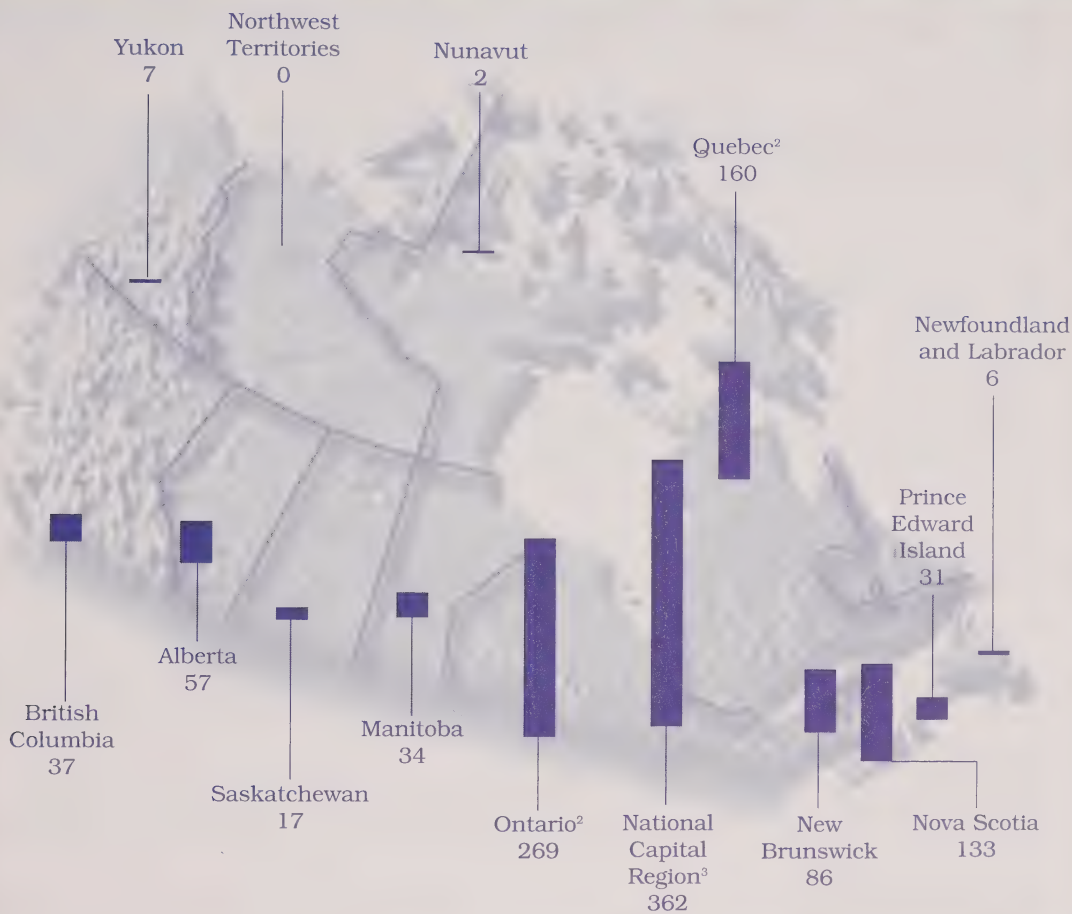 Yukon
7
Northwest
Territories
0
Nunavut
2
Quebec²
160
Newfoundland
and Labrador
6
Prince
Edward
Island
31
British
Columbia
37
Alberta
57
Saskatchewan
17
Manitoba
34
Ontario²
269
National
Capital
Region³
362
New
Brunswick
86
Nova Scotia
133